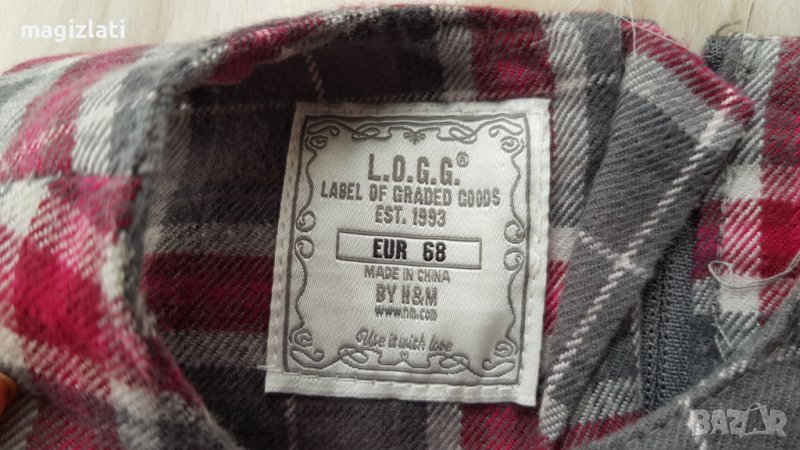 magizlati
L.O.G.G.®
LABEL OF GRADED GOODS
EST. 1993
EUR 68
MADE IN CHINA
BY H&M
www.hm.com
Use it with love
BAZAR